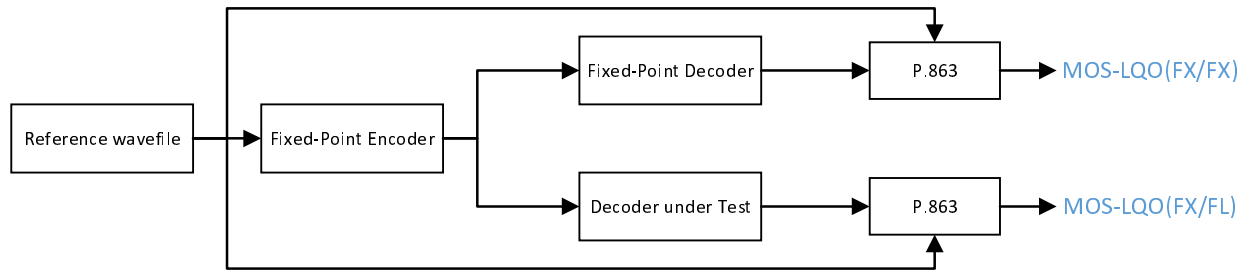 Fixed-Point Decoder
P.863
MOS-LQO(FX/FX)
Reference wavefile
Fixed-Point Encoder
Decoder under Test
P.863
MOS-LQO(FX/FL)